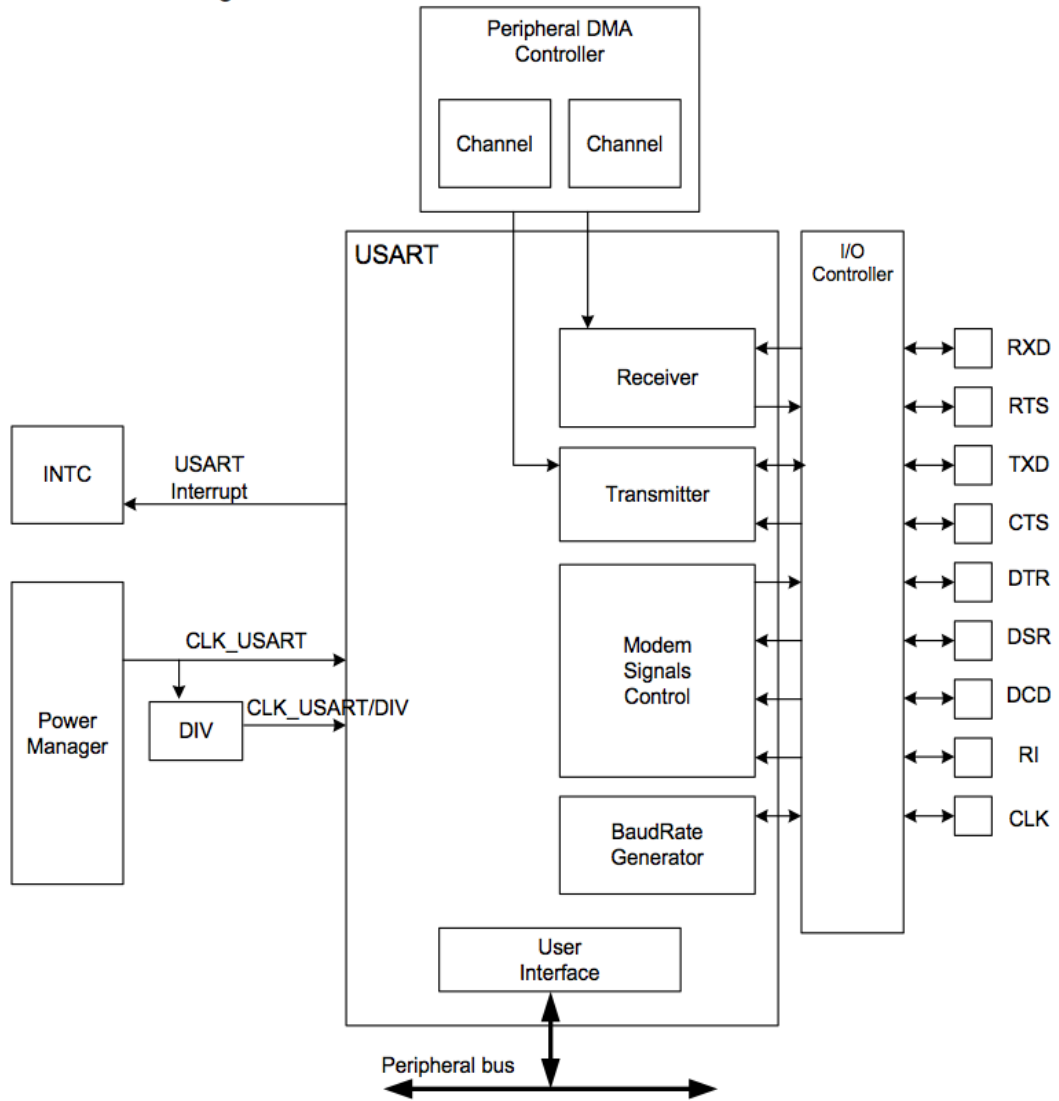 Peripheral DMA
Controller
Channel
Channel
USART
I/O
Controller
Receiver
RXD
RTS
INTC
USART
Interrupt
Transmitter
TXD
CTS
Power
Manager
CLK_USART
DIV
CLK_USART/DIV
Modem
Signals
Control
DTR
DSR
DCD
RI
BaudRate
Generator
CLK
User
Interface
Peripheral bus